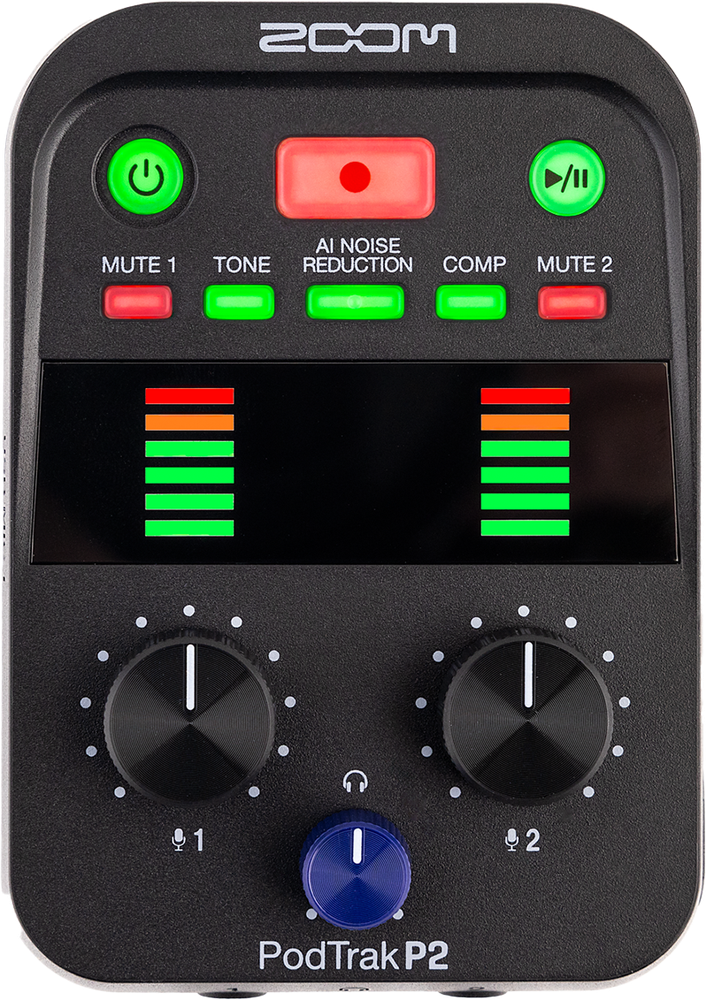 ZOOM
MUTE 1
TONE
AI NOISE
REDUCTION
COMP
MUTE 2
1
2
PodTrak P2